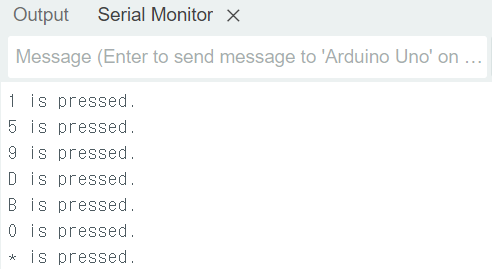 Output Serial Monitor ×
Message (Enter to send message to 'Arduino Uno' on ...
1 is pressed.
5 is pressed.
9 is pressed.
D is pressed.
B is pressed.
0 is pressed.
* is pressed.